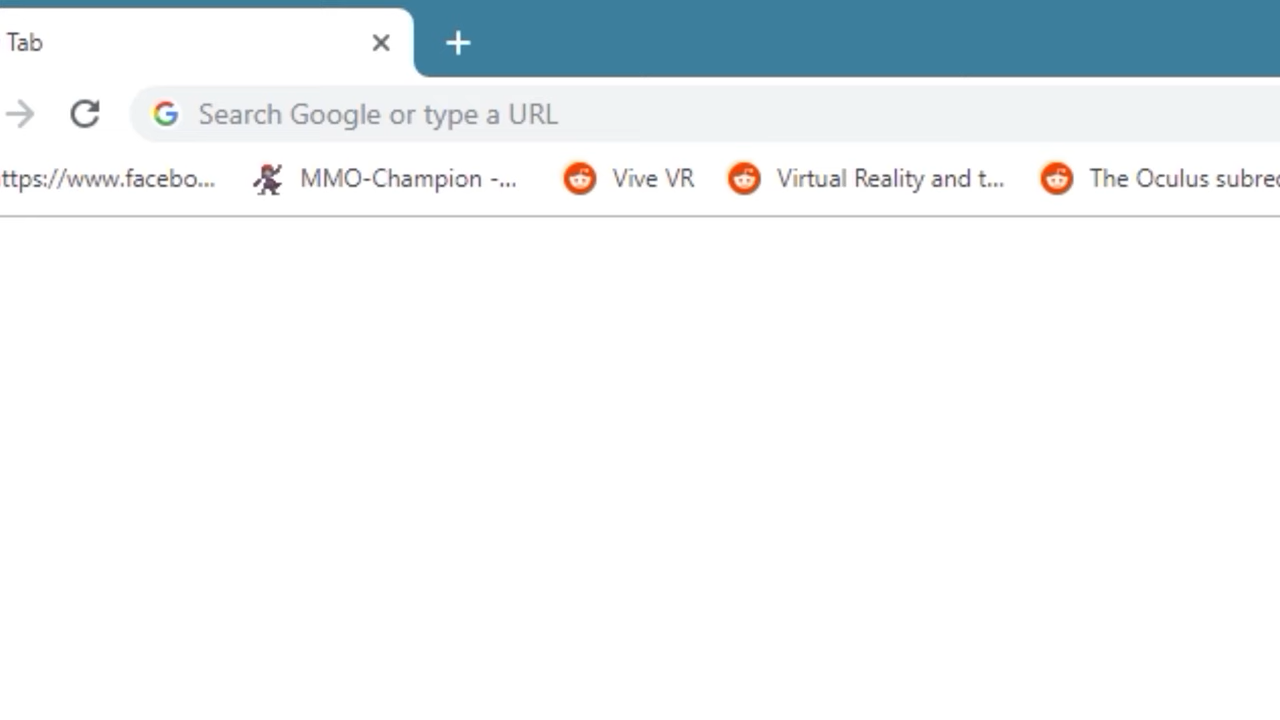 Tab
Search Google or type a URL
ttps://www.facebo... MMO-Champion -... Vive VR Virtual Reality and t... The Oculus subred